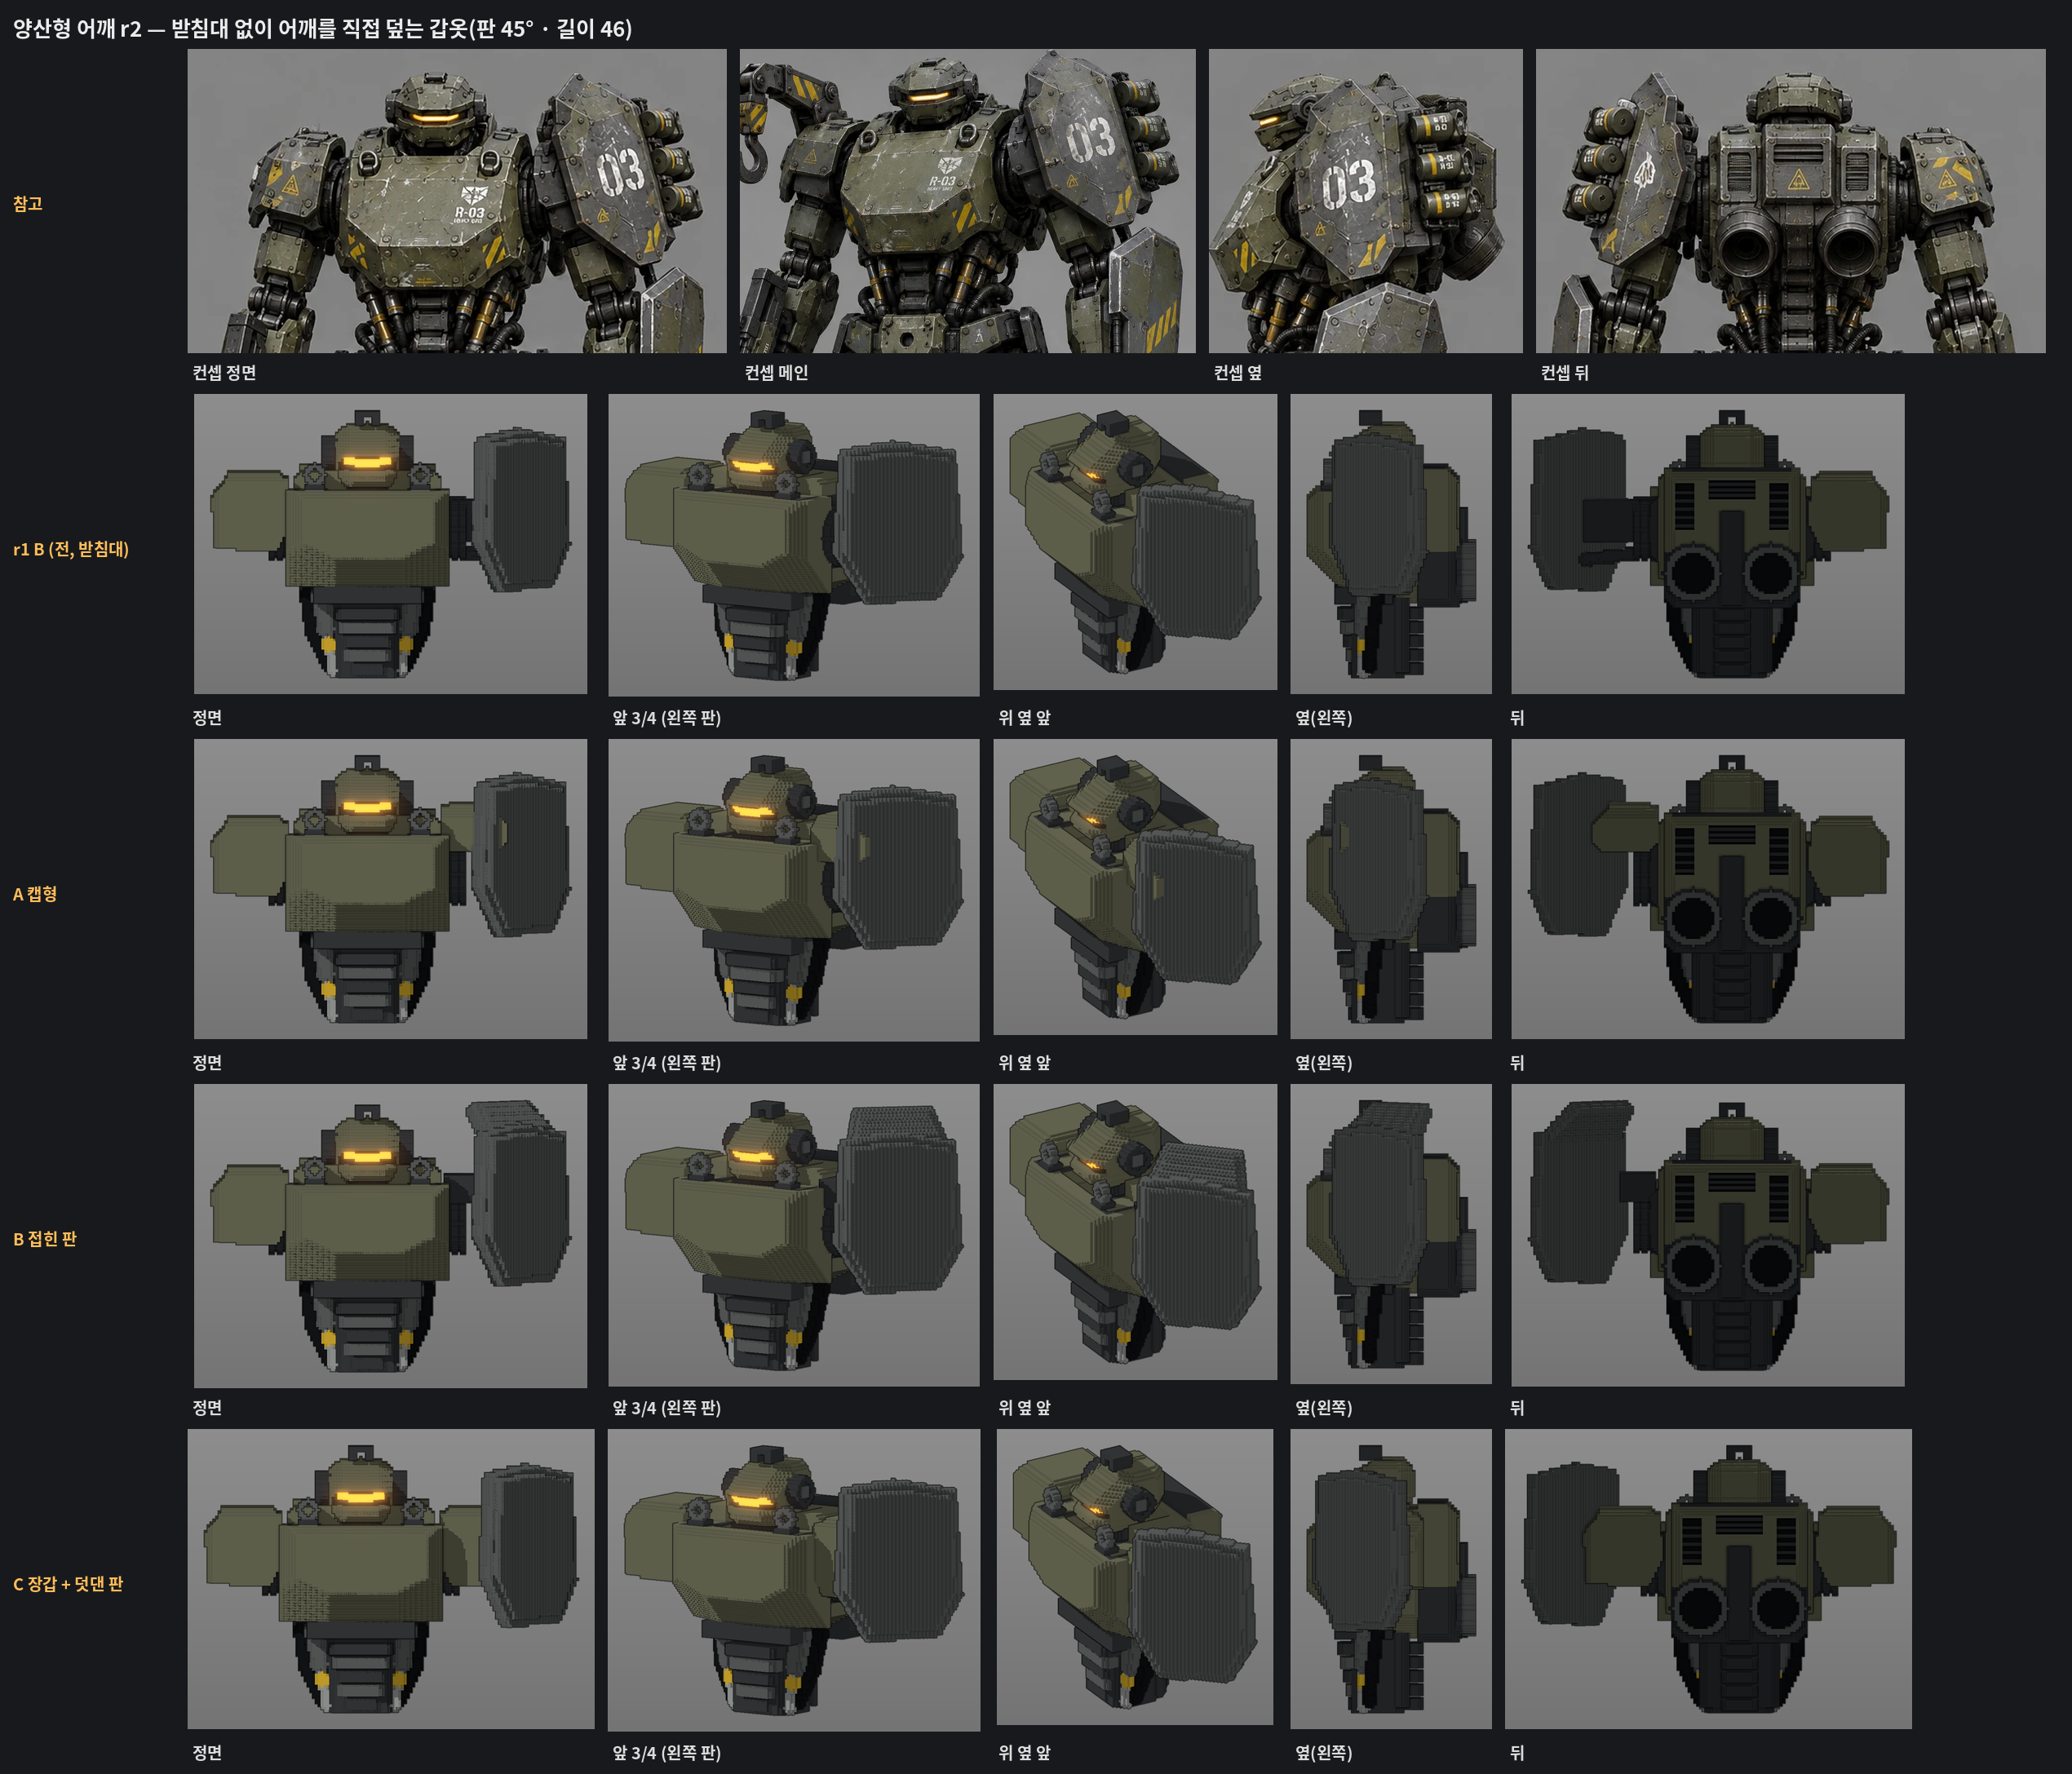 양산형 어깨 r2 — 받침대 없이 어깨를 직접 덮는 갑옷(판 45° · 길이 46)
참고
03
R-03
03
R-03
03
컨셉 정면
컨셉 메인
컨셉 옆
컨셉 뒤
r1 B (전, 받침대)
정면
앞 3/4 (왼쪽 판)
위 옆 앞
옆(왼쪽)
뒤
A 캡형
정면
앞 3/4 (왼쪽 판)
위 옆 앞
옆(왼쪽)
뒤
B 접힌 판
정면
앞 3/4 (왼쪽 판)
위 옆 앞
옆(왼쪽)
뒤
C 장갑 + 덧댄 판
정면
앞 3/4 (왼쪽 판)
위 옆 앞
옆(왼쪽)
뒤